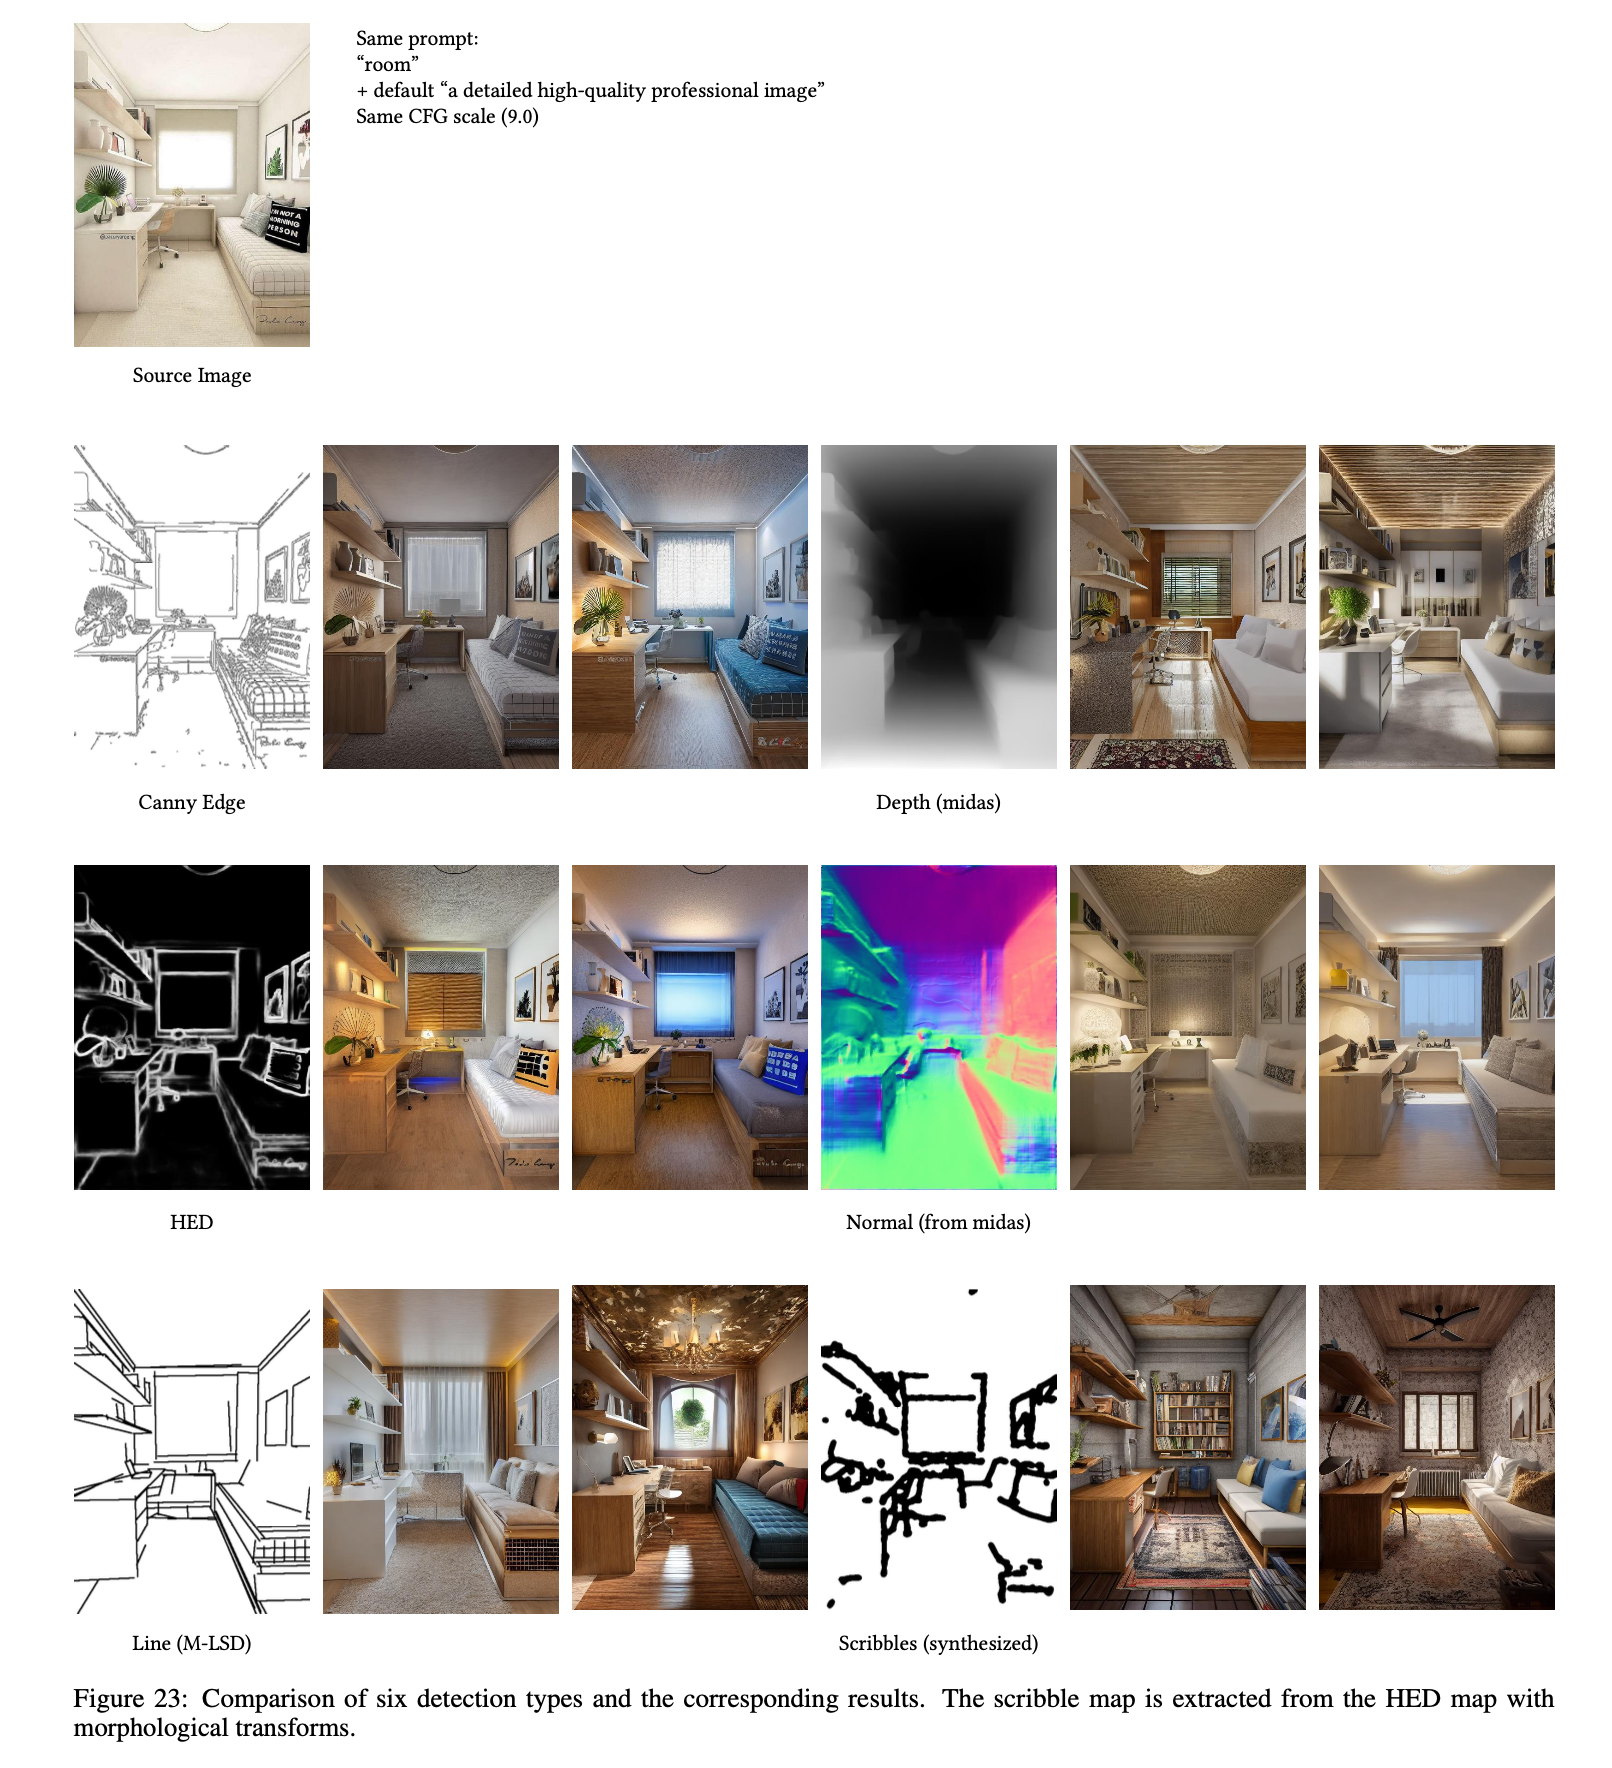 Same prompt:
“room”
+ default “a detailed high-quality professional image”
Same CFG scale (9.0)
I'M NOT A
MORNING
PERSON
Source Image
Canny Edge
Depth (midas)
HED
Normal (from midas)
Line (M-LSD)
Scribbles (synthesized)
Figure 23: Comparison of six detection types and the corresponding results. The scribble map is extracted from the HED map with
morphological transforms.